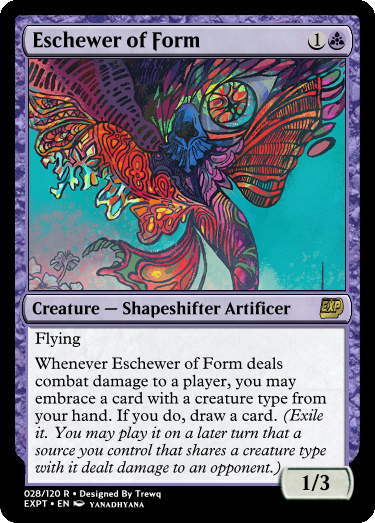 Eschewer of Form 1
Creature — Shapeshifter Artificer EXP
Flying
Whenever Eschewer of Form deals
combat damage to a player, you may
embrace a card with a creature type from
your hand. If you do, draw a card. (Exile
it. You may play it on a later turn that a
source you control that shares a creature
type with it dealt damage to an opponent.)
1/3
028/120 R • Designed By Trewq
EXPT • EN YANADHYANA